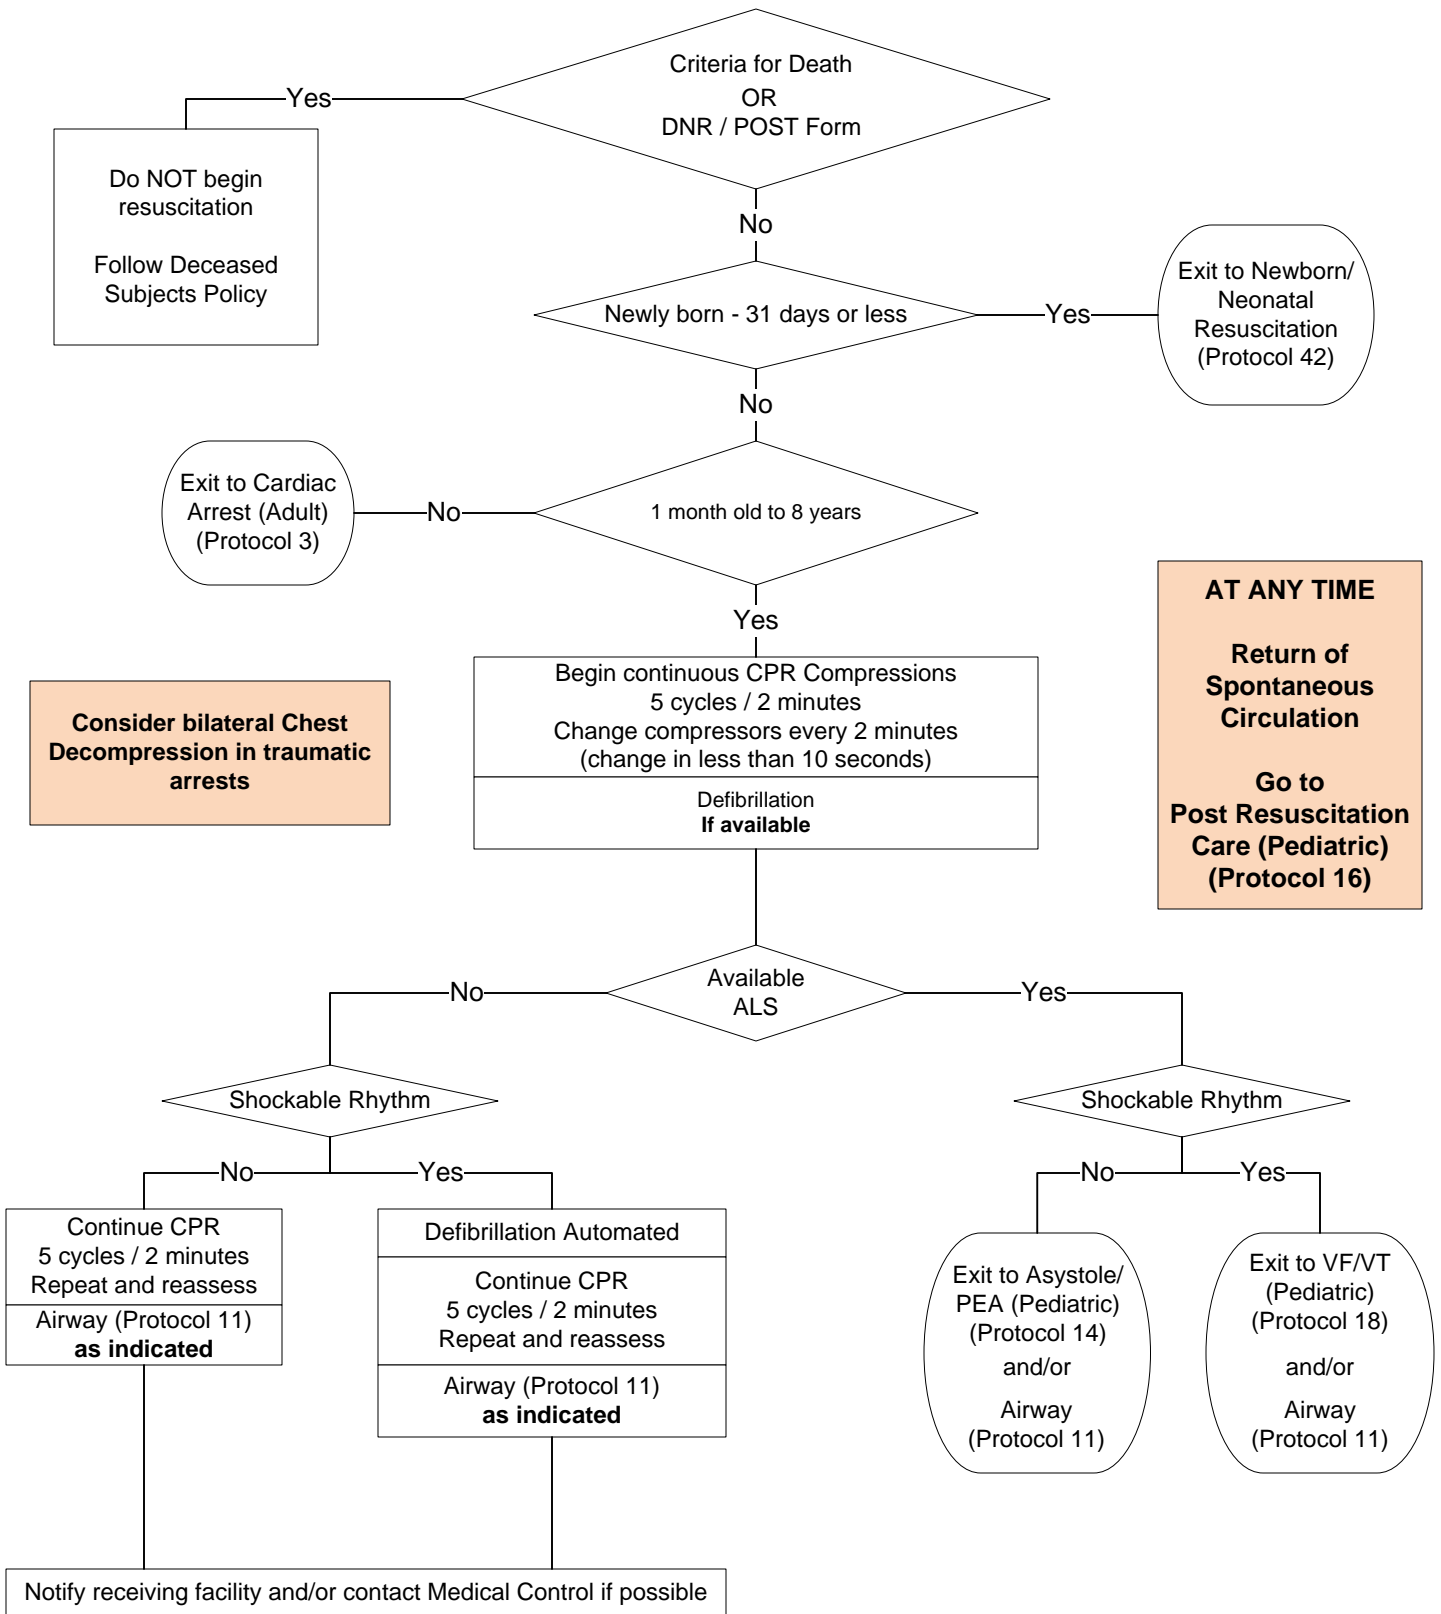 Criteria for Death
OR
DNR / POST Form
Yes
Do NOT begin
resuscitation
Follow Deceased
Subjects Policy
No
Newly born - 31 days or less
Yes
Exit to Newborn/
Neonatal
Resuscitation
(Protocol 42)
No
1 month old to 8 years
No
Exit to Cardiac
Arrest (Adult)
(Protocol 3)
Yes
Begin continuous CPR Compressions
5 cycles / 2 minutes
Change compressors every 2 minutes
(change in less than 10 seconds)
Defibrillation
If available
Consider bilateral Chest
Decompression in traumatic
arrests
AT ANY TIME
Return of
Spontaneous
Circulation
Go to
Post Resuscitation
Care (Pediatric)
(Protocol 16)
Available
ALS
No
Yes
Shockable Rhythm
No
Yes
Continue CPR
5 cycles / 2 minutes
Repeat and reassess
Airway (Protocol 11)
as indicated
Defibrillation Automated
Continue CPR
5 cycles / 2 minutes
Repeat and reassess
Airway (Protocol 11)
as indicated
Shockable Rhythm
No
Yes
Exit to Asystole/
PEA (Pediatric)
(Protocol 14)
and/or
Airway
(Protocol 11)
Exit to VF/VT
(Pediatric)
(Protocol 18)
and/or
Airway
(Protocol 11)
Notify receiving facility and/or contact Medical Control if possible